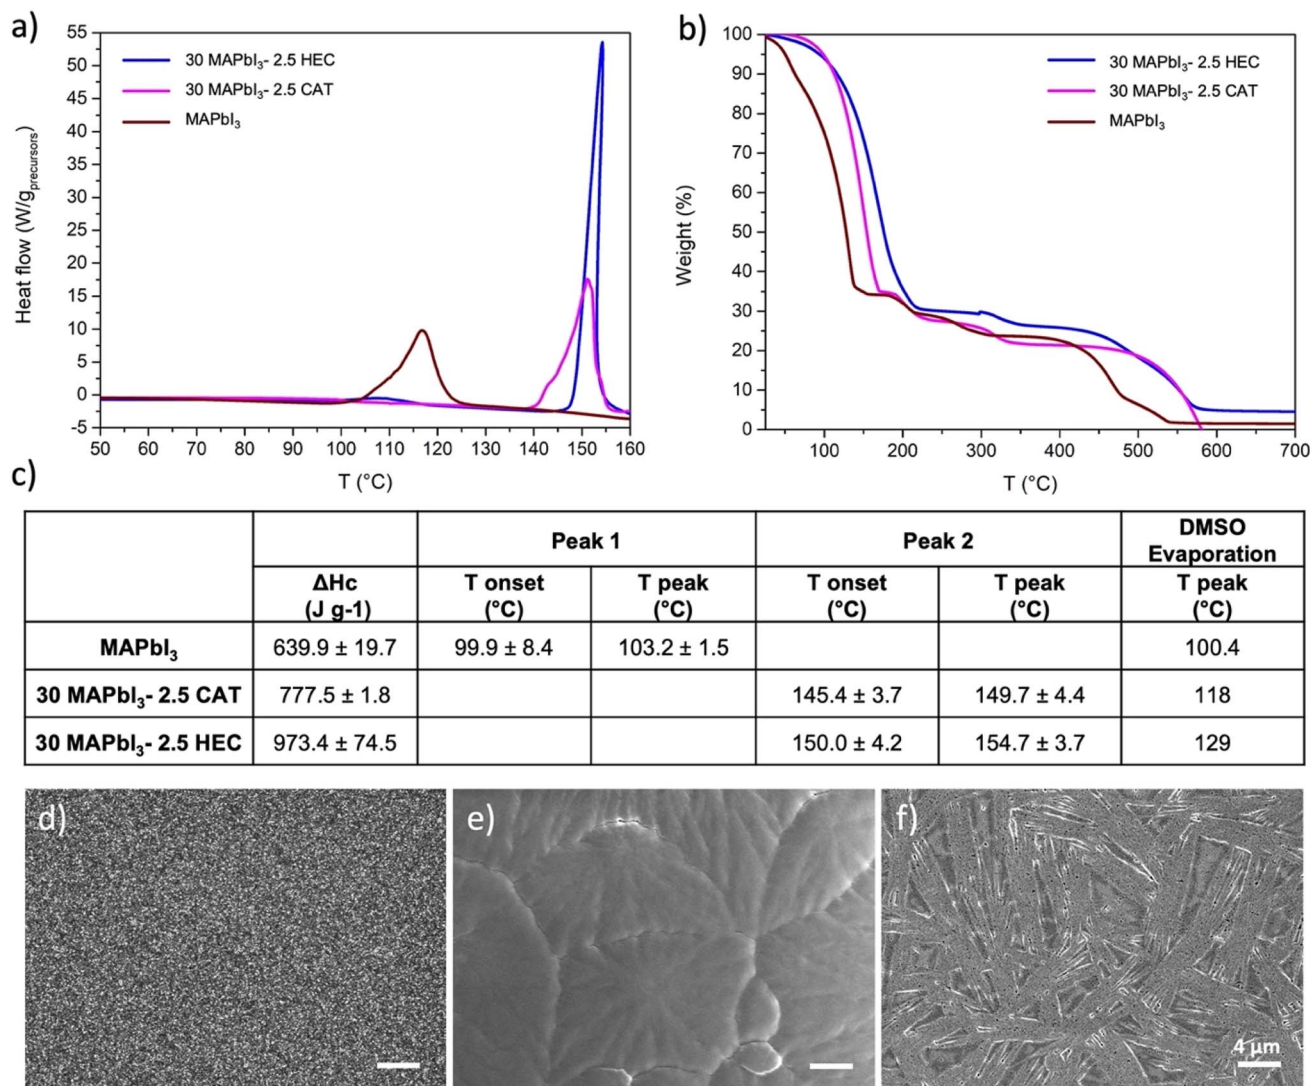 a)
55
50
45
40
35
30
25
20
15
10
5
0
-5
Heat flow (W/gprecursors)
30 MAPbI3- 2.5 HEC
30 MAPbI3- 2.5 CAT
MAPbI3
50 60 70 80 90 100 110 120 130 140 150 160
T (°C)
b)
100
90
80
70
60
50
40
30
20
10
0
Weight (%)
30 MAPbI3- 2.5 HEC
30 MAPbI3- 2.5 CAT
MAPbI3
100 200 300 400 500 600 700
T (°C)
c)
Peak 1 Peak 2 DMSO
Evaporation
ΔHc T onset T peak T onset T peak T peak
(J g-1) (°C) (°C) (°C) (°C) (°C)
MAPbI3 639.9 ± 19.7 99.9 ± 8.4 103.2 ± 1.5 100.4
30 MAPbI3- 2.5 CAT 777.5 ± 1.8 145.4 ± 3.7 149.7 ± 4.4 118
30 MAPbI3- 2.5 HEC 973.4 ± 74.5 150.0 ± 4.2 154.7 ± 3.7 129
d)
e)
f)
4 µm